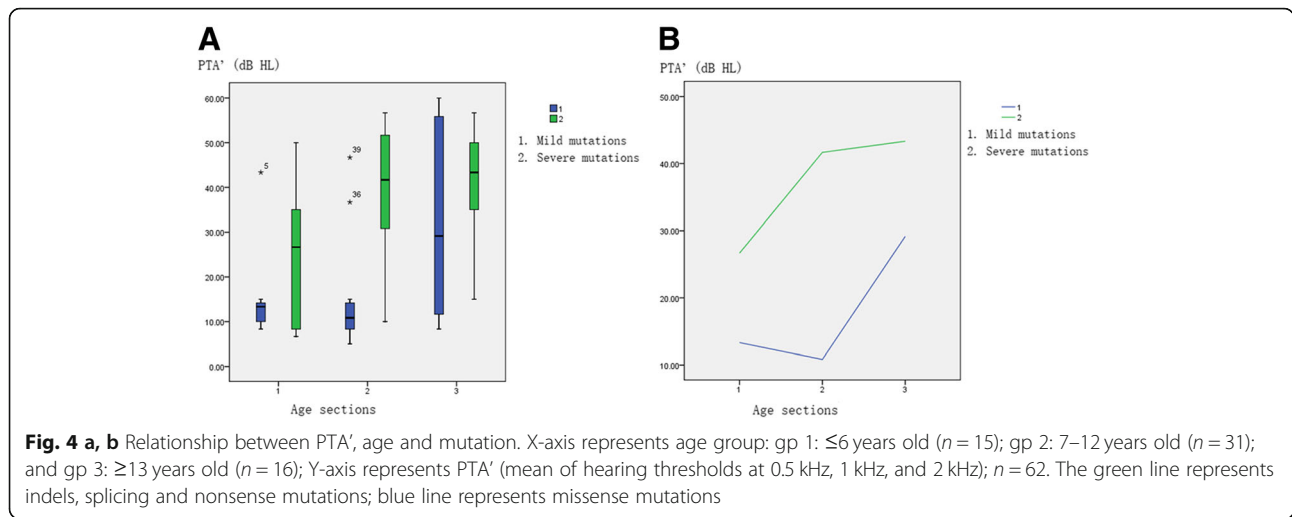 A
PTA' (dB HL)
60.00
50.00
40.00
30.00
20.00
10.00
0.00
*5
*39
*36
1
2
3
Age sections
1
2
1. Mild mutations
2. Severe mutations
B
PTA' (dB HL)
50.00
40.00
30.00
20.00
10.00
1
2
3
Age sections
1
2
1. Mild mutations
2. Severe mutations
Fig. 4 a, b Relationship between PTA', age and mutation. X-axis represents age group: gp 1: ≤6 years old (n = 15); gp 2: 7–12 years old (n = 31);
and gp 3: ≥13 years old (n = 16); Y-axis represents PTA' (mean of hearing thresholds at 0.5 kHz, 1 kHz, and 2 kHz); n = 62. The green line represents
indels, splicing and nonsense mutations; blue line represents missense mutations